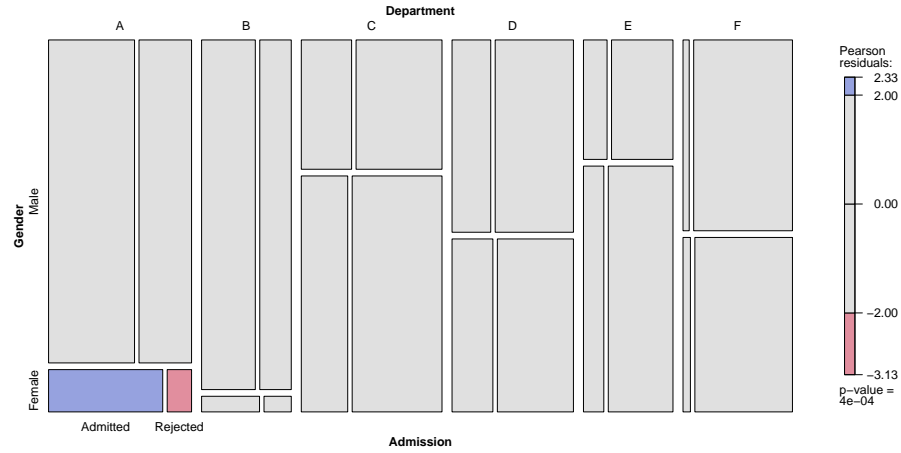 Department
A B C D E F
Gender
Male
Female
Admitted Rejected
Admission
Pearson
residuals:
2.33
2.00
0.00
−2.00
−3.13
p−value =
4e−04